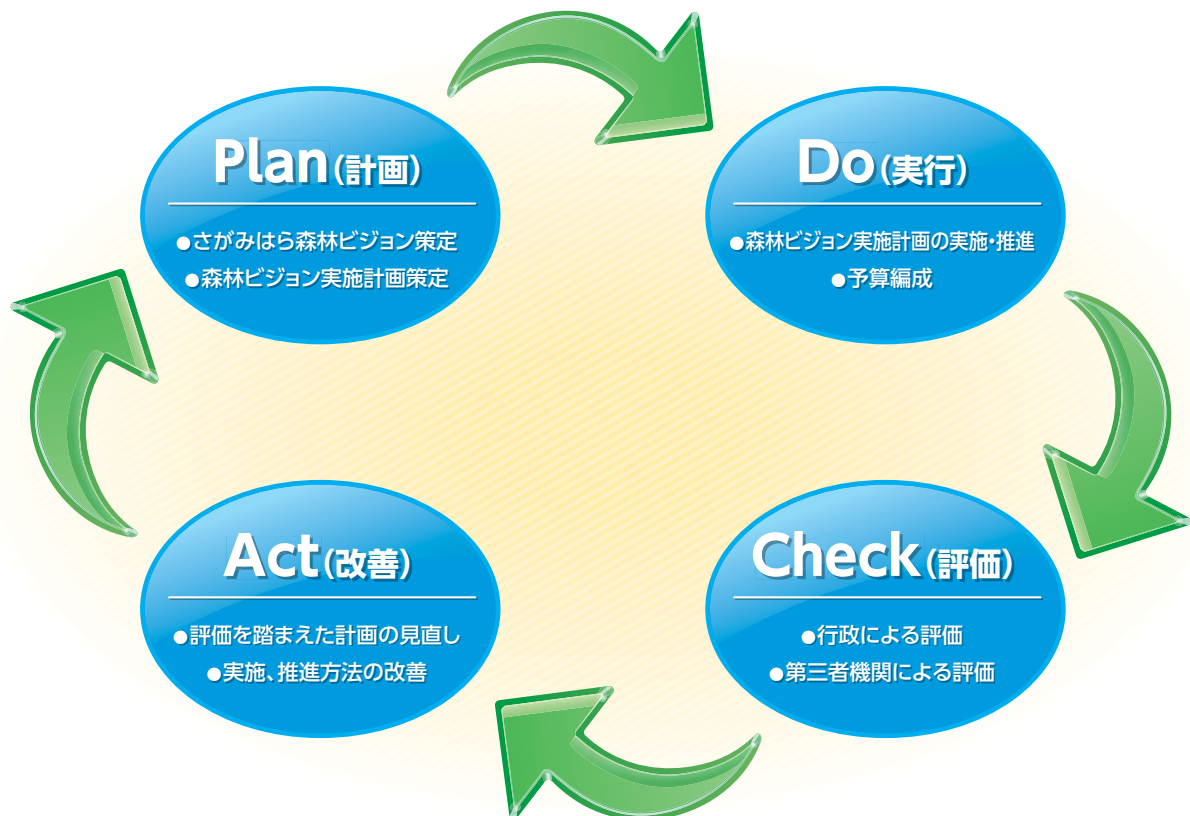 Plan(計画)
●さがみはら森林ビジョン策定
●森林ビジョン実施計画策定
Do(実行)
●森林ビジョン実施計画の実施・推進
●予算編成
Check(評価)
●行政による評価
●第三者機関による評価
Act(改善)
●評価を踏まえた計画の見直し
●実施、推進方法の改善